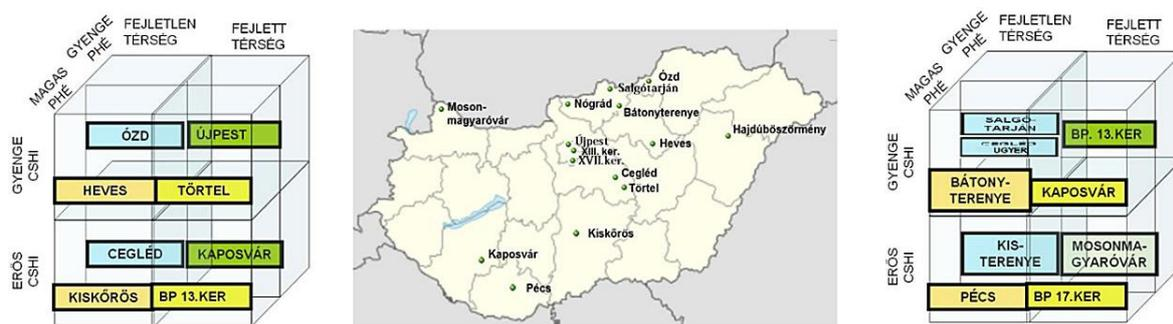 MAGAS
PHÉ
GYENGE
PHÉ
FEJLETLEN
TÉRSÉG
FEJLETT
TÉRSÉG
GYENGE
CSHI
ÓZD
ÚJPEST
HEVES
TÖRTEL
ERŐS
CSHI
CEGLÉD
KAPOSVÁR
KISKŐRÖS
BP 13.KER
Moson-
magyaróvár
Ózd
Salgótarján
Nógrád
Bátonyterenye
Hajdúböszörmény
Újpest
XIII. ker.
XVII.ker.
Heves
Cegléd
Törtel
Kiskőrös
Kaposvár
Pécs
MAGAS
PHÉ
GYENGE
PHÉ
FEJLETLEN
TÉRSÉG
FEJLETT
TÉRSÉG
GYENGE
CSHI
SALGÓ-
TARJÁN
CEGLÉD
UGYER
BP. 13.KER
BÁTONY-
TERENYE
KAPOSVÁR
ERŐS
CSHI
KIS-
TERENYE
MOSONMA-
GYARÓVÁR
PÉCS
BP 17.KER